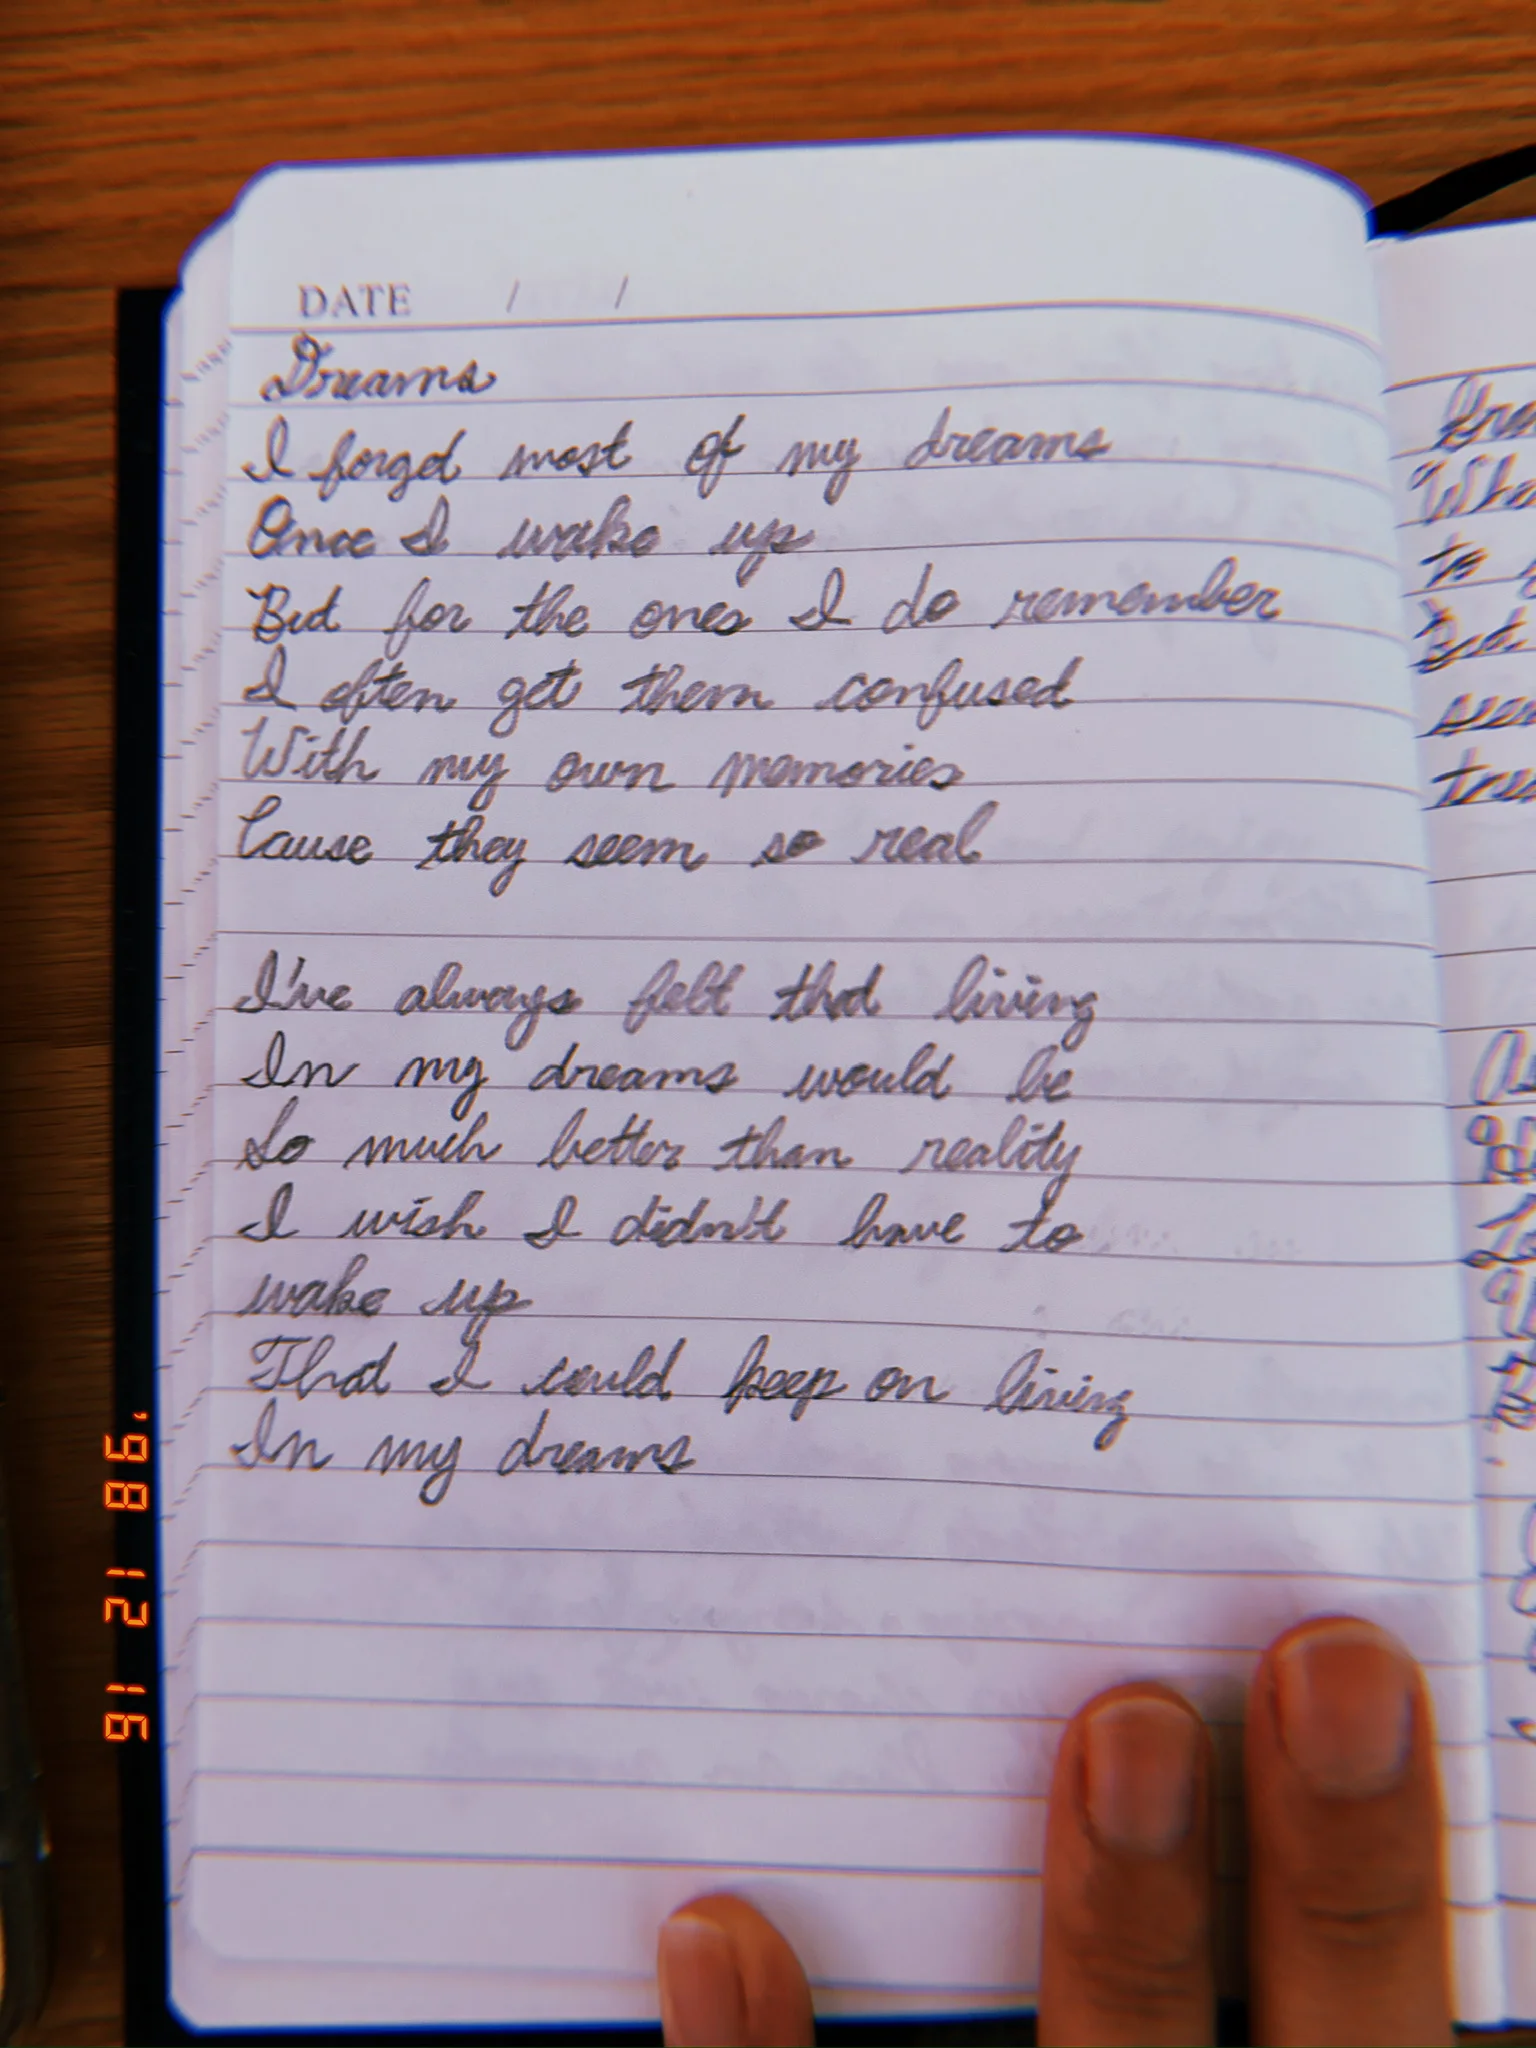 DATE / /
Dreams
I forget most of my dreams
Once I wake up
But for the ones I do remember
I often get them confused
With my own memories
Cause they seem so real
I've always felt that living
In my dreams would be
So much better than reality
I wish I didn't have to
wake up
That I could keep on living
In my dreams
'98 12 16
to
But